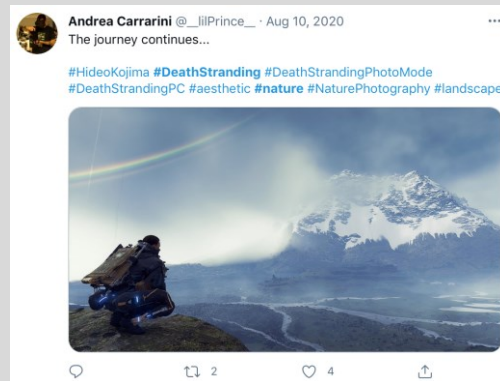 Andrea Carrarini @__lilPrince__ · Aug 10, 2020
The journey continues...
#HideoKojima #DeathStranding #DeathStrandingPhotoMode
#DeathStrandingPC #aesthetic #nature #NaturePhotography #landscape
2 4